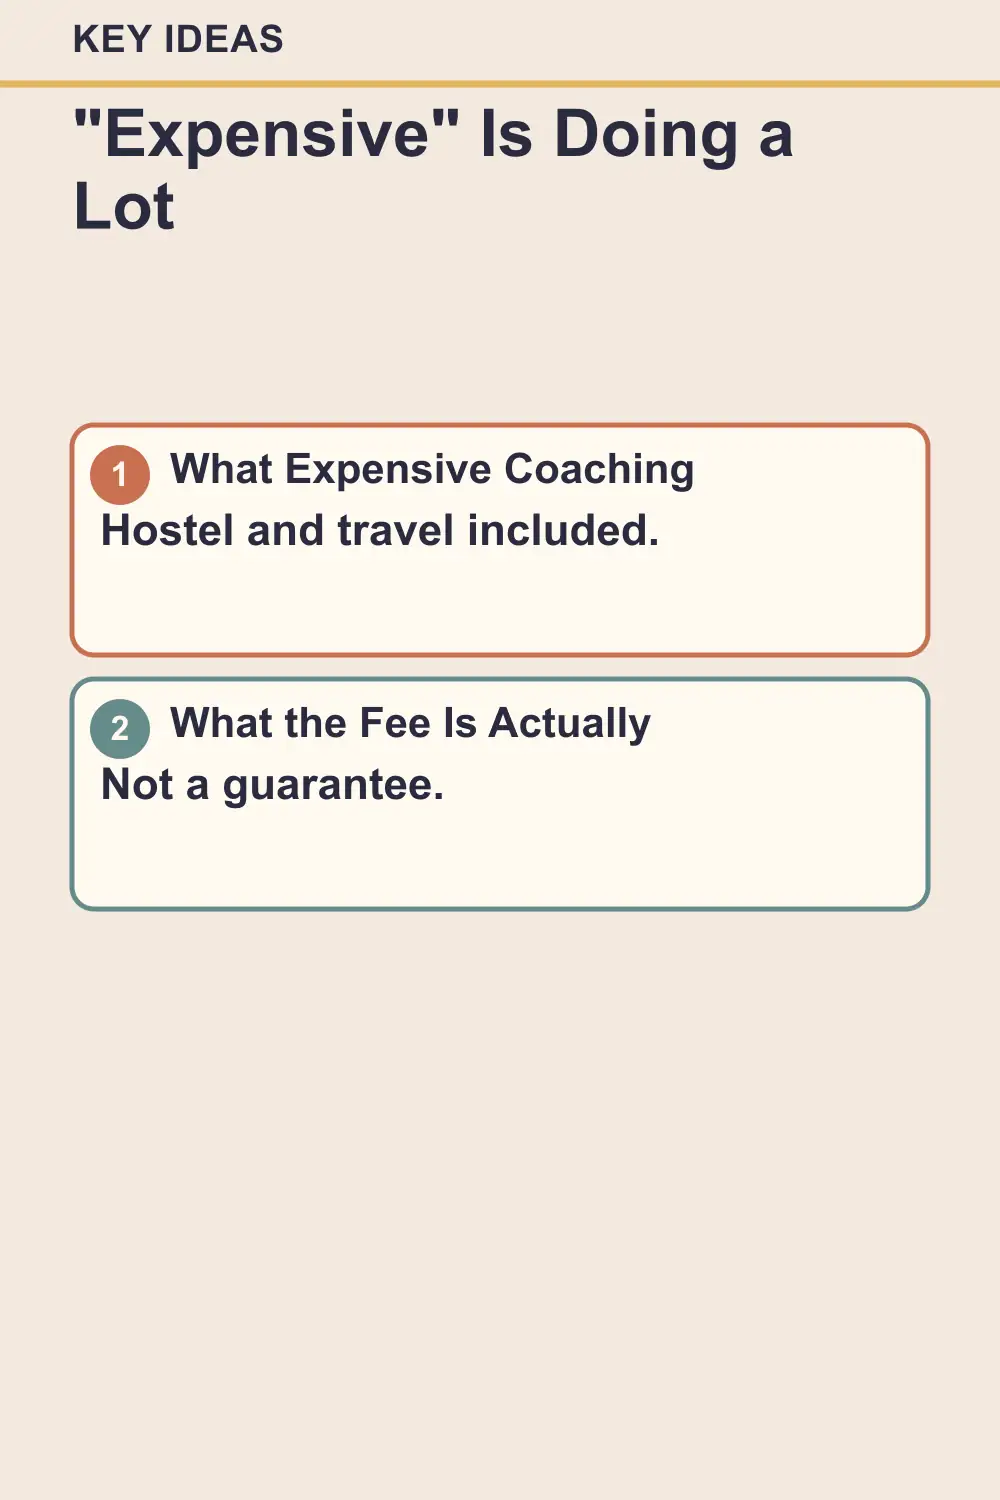 KEY IDEAS
"Expensive" Is Doing a
Lot
1 What Expensive Coaching
Hostel and travel included.
2 What the Fee Is Actually
Not a guarantee.